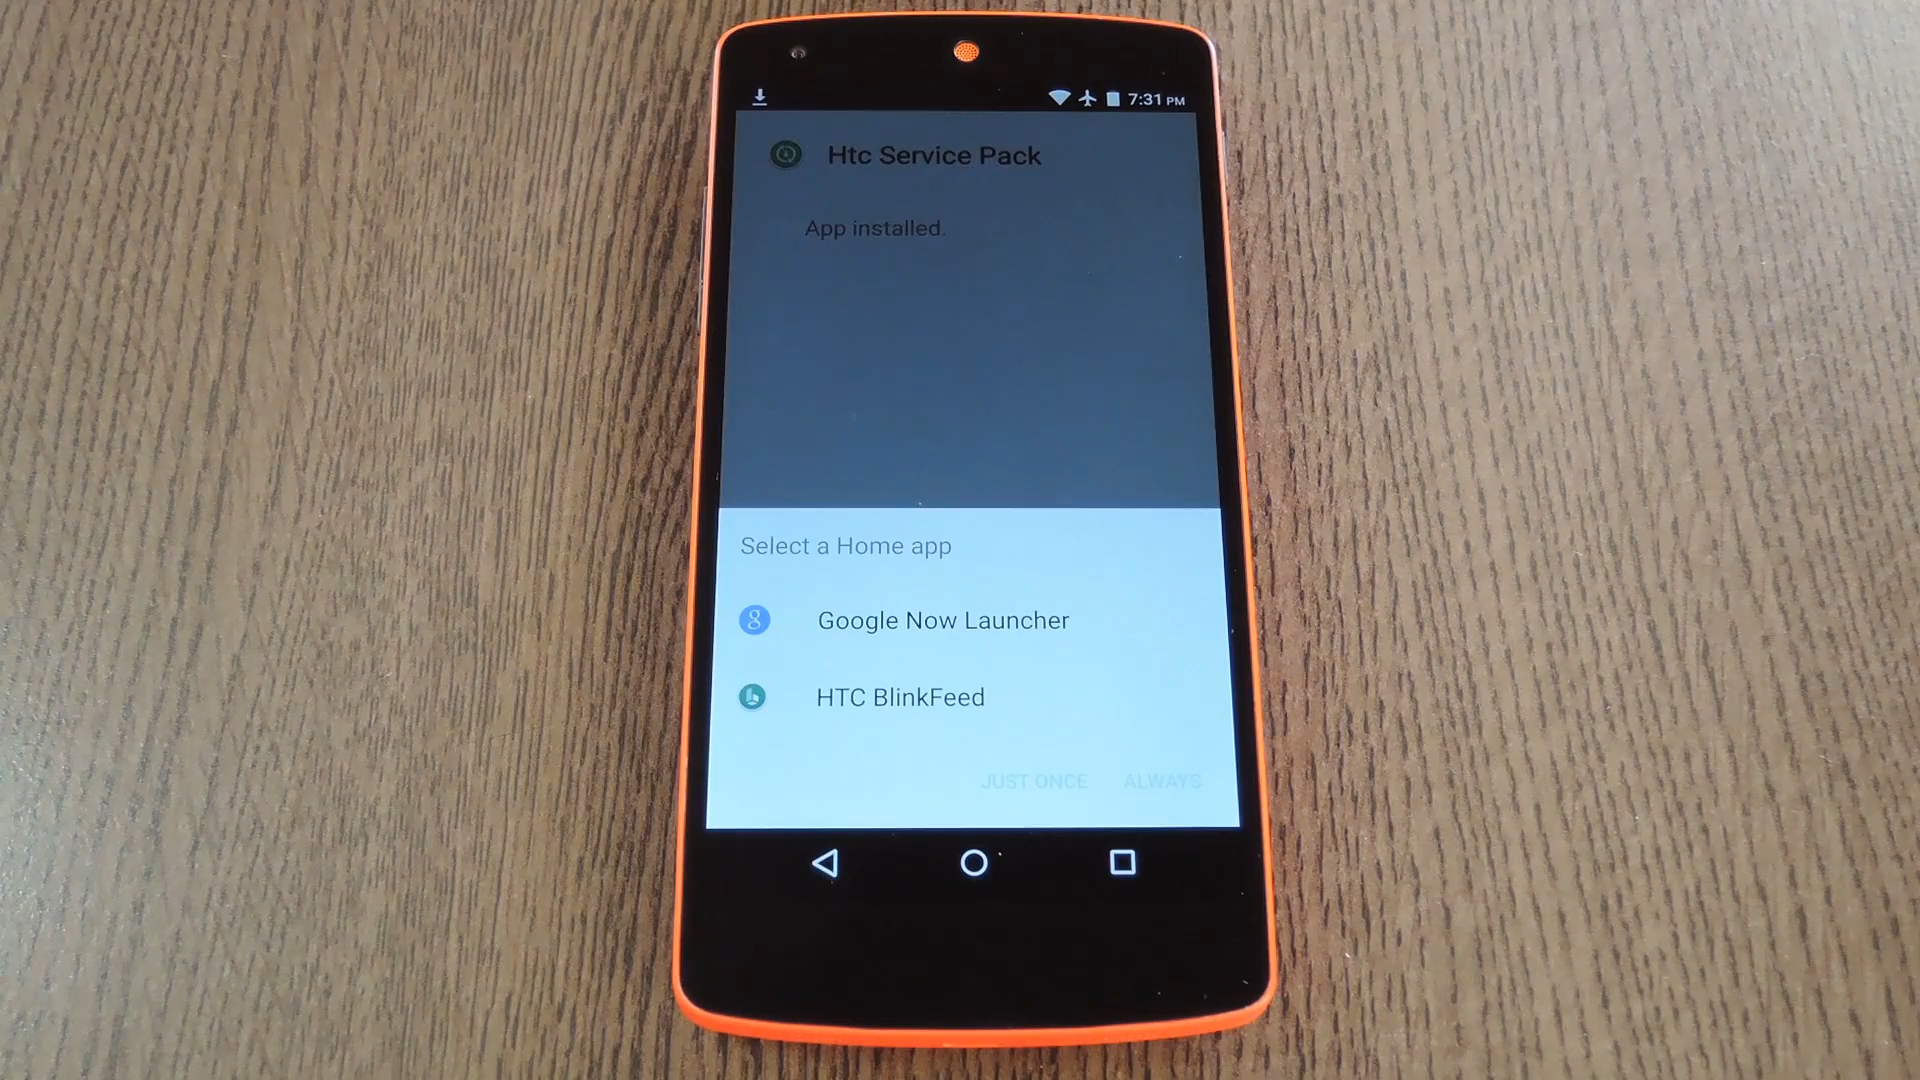 7:31 PM
Htc Service Pack
App installed.
Select a Home app
8 Google Now Launcher
HTC BlinkFeed
JUST ONCE ALWAYS